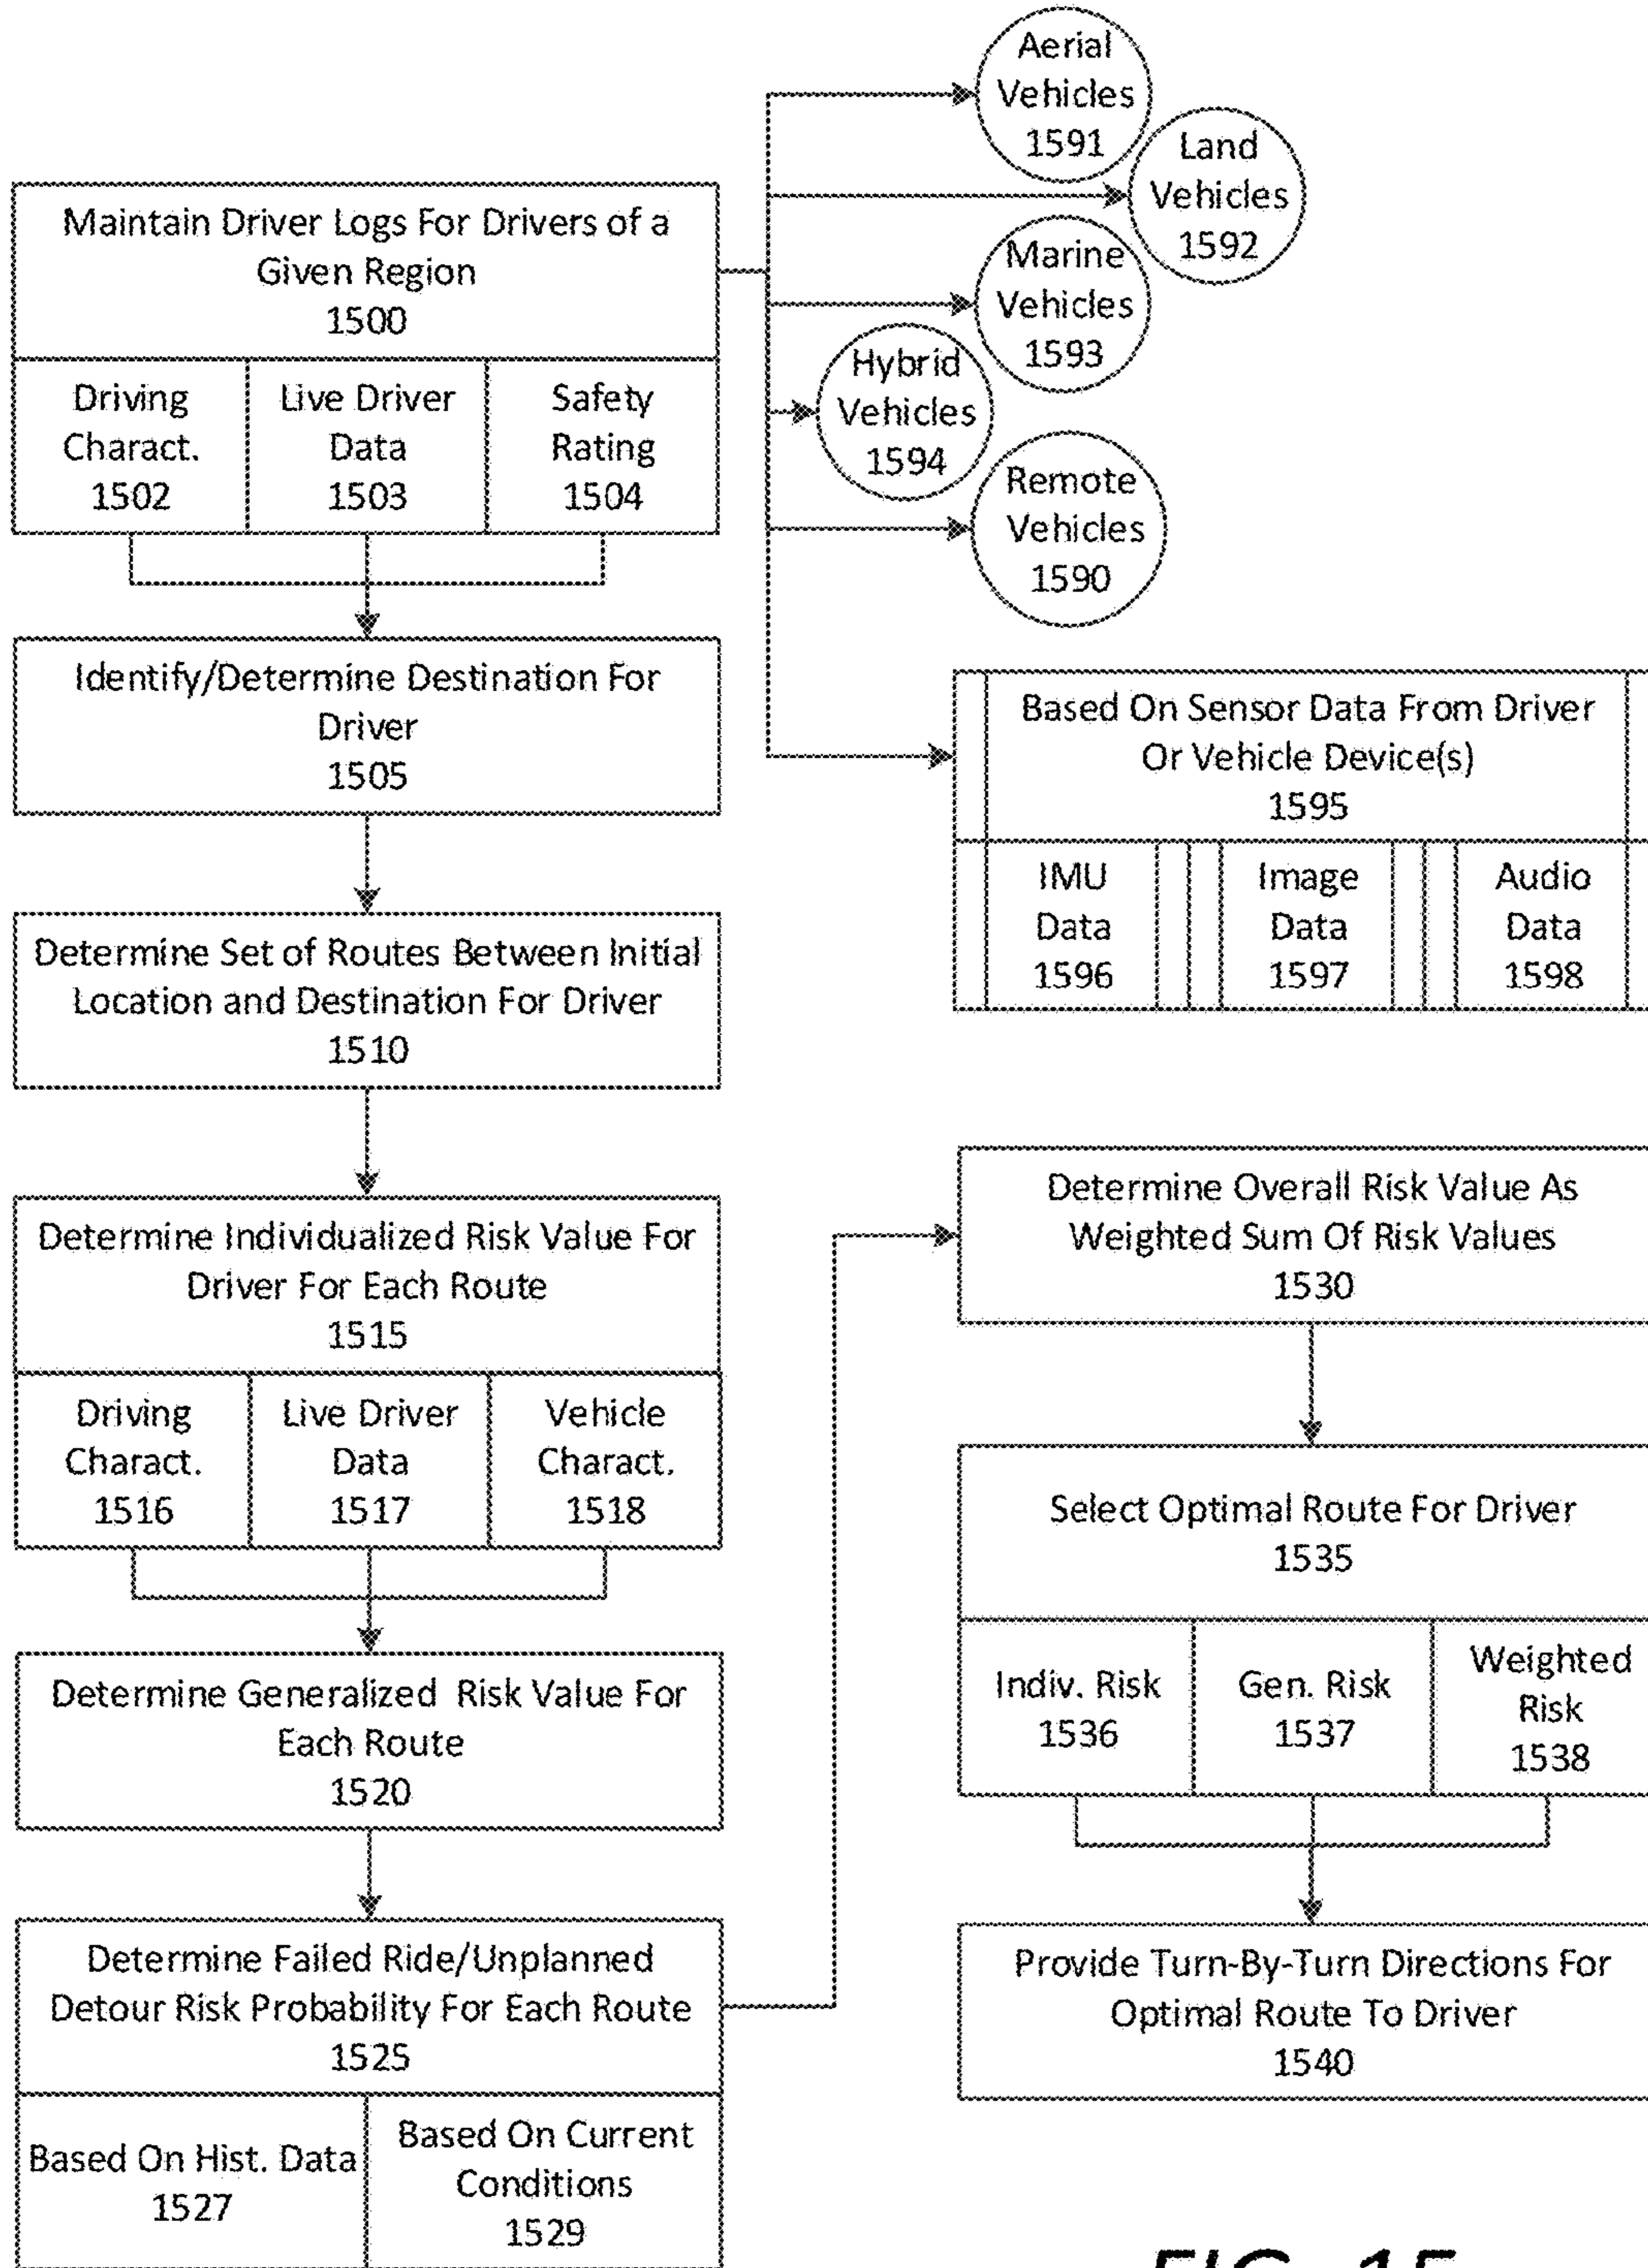 Maintain Driver Logs For Drivers of a
Given Region
1500
Driving
Charact.
1502
Live Driver
Data
1503
Safety
Rating
1504
Aerial
Vehicles
1591
Land
Vehicles
1592
Marine
Vehicles
1593
Hybrid
Vehicles
1594
Remote
Vehicles
1590
Based On Sensor Data From Driver
Or Vehicle Device(s)
1595
IMU
Data
1596
Image
Data
1597
Audio
Data
1598
Identify/Determine Destination For
Driver
1505
Determine Set of Routes Between Initial
Location and Destination For Driver
1510
Determine Individualized Risk Value For
Driver For Each Route
1515
Driving
Charact.
1516
Live Driver
Data
1517
Vehicle
Charact.
1518
Determine Generalized Risk Value For
Each Route
1520
Determine Failed Ride/Unplanned
Detour Risk Probability For Each Route
1525
Based On Hist. Data
1527
Based On Current
Conditions
1529
Determine Overall Risk Value As
Weighted Sum Of Risk Values
1530
Select Optimal Route For Driver
1535
Indiv. Risk
1536
Gen. Risk
1537
Weighted
Risk
1538
Provide Turn-By-Turn Directions For
Optimal Route To Driver
1540
FIG. 15